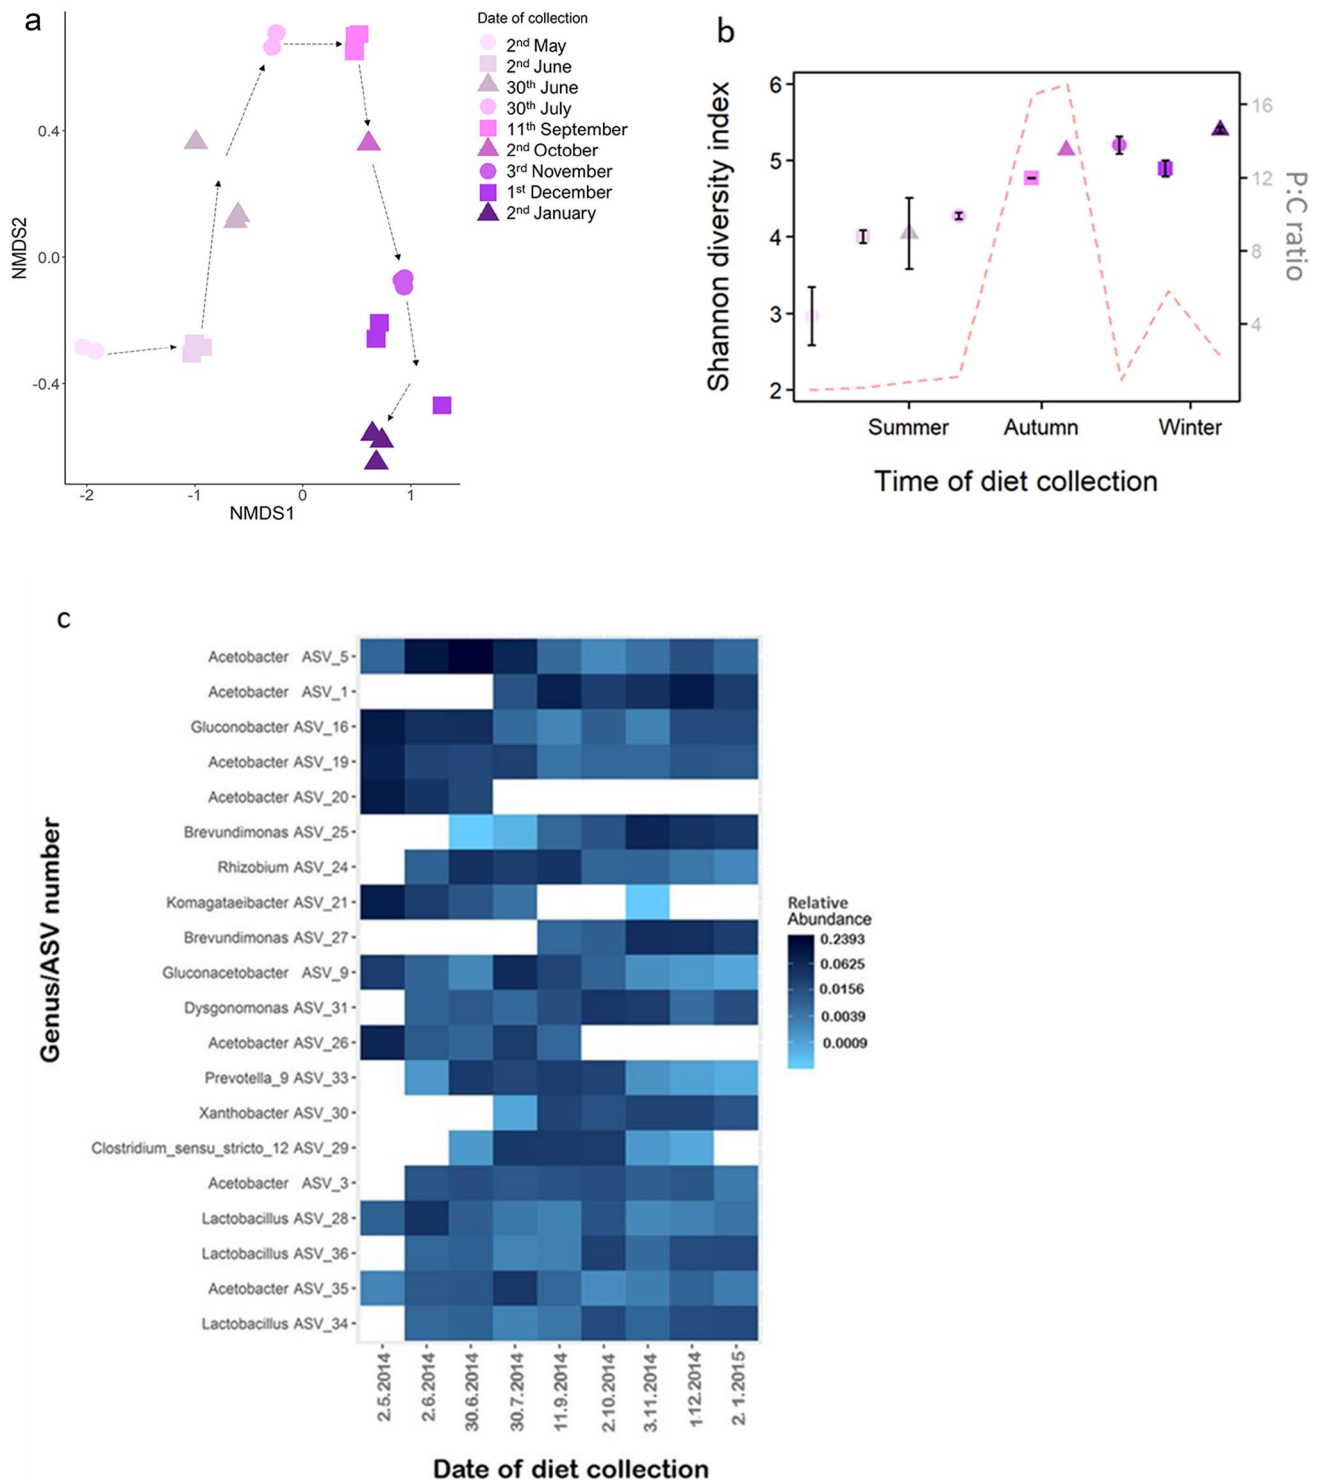 a
Date of collection
2nd May
2nd June
30th June
30th July
11th September
2nd October
3rd November
1st December
2nd January
0.4
0.0
-0.4
NMDS2
-2 -1 0 1
NMDS1
b
6
5
4
3
2
Shannon diversity index
16
12
8
4
P:C ratio
Summer Autumn Winter
Time of diet collection
c
Genus/ASV number
Acetobacter ASV_5
Acetobacter ASV_1
Gluconobacter ASV_16
Acetobacter ASV_19
Acetobacter ASV_20
Brevundimonas ASV_25
Rhizobium ASV_24
Komagataeibacter ASV_21
Brevundimonas ASV_27
Gluconacetobacter ASV_9
Dysgonomonas ASV_31
Acetobacter ASV_26
Prevotella_9 ASV_33
Xanthobacter ASV_30
Clostridium_sensu_stricto_12 ASV_29
Acetobacter ASV_3
Lactobacillus ASV_28
Lactobacillus ASV_36
Acetobacter ASV_35
Lactobacillus ASV_34
Relative
Abundance
0.2393
0.0625
0.0156
0.0039
0.0009
2.5.2014
2.6.2014
30.6.2014
30.7.2014
11.9.2014
2.10.2014
3.11.2014
1.12.2014
2. 1.2015
Date of diet collection